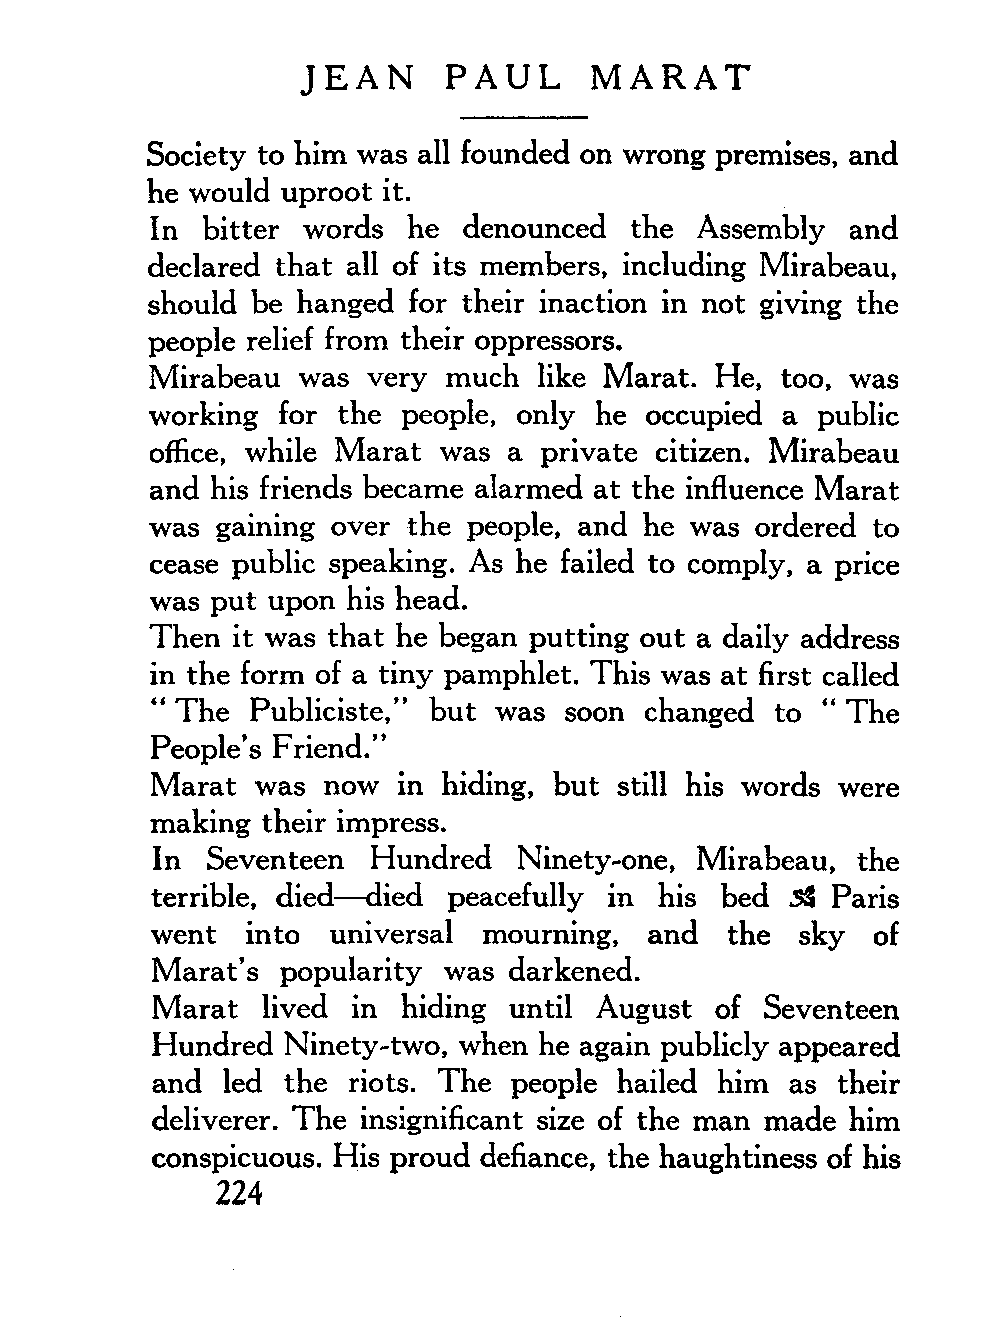 JEAN PAUL MARAT
Society to him was all founded on wrong premises, and
he would uproot it.
In bitter words he denounced the Assembly and
declared that all of its members, including Mirabeau,
should be hanged for their inaction in not giving the
people relief from their oppressors.
Mirabeau was very much like Marat. He, too, was
working for the people, only he occupied a public
office, while Marat was a private citizen. Mirabeau
and his friends became alarmed at the influence Marat
was gaining over the people, and he was ordered to
cease public speaking. As he failed to comply, a price
was put upon his head.
Then it was that he began putting out a daily address
in the form of a tiny pamphlet. This was at first called
" The Publiciste," but was soon changed to " The
People's Friend."
Marat was now in hiding, but still his words were
making their impress.
In Seventeen Hundred Ninety-one, Mirabeau, the
terrible, died—died peacefully in his bed Paris
went into universal mourning, and the sky of
Marat's popularity was darkened.
Marat lived in hiding until August of Seventeen
Hundred Ninety-two, when he again publicly appeared
and led the riots. The people hailed him as their
deliverer. The insignificant size of the man made him
conspicuous. His proud defiance, the haughtiness of his
224